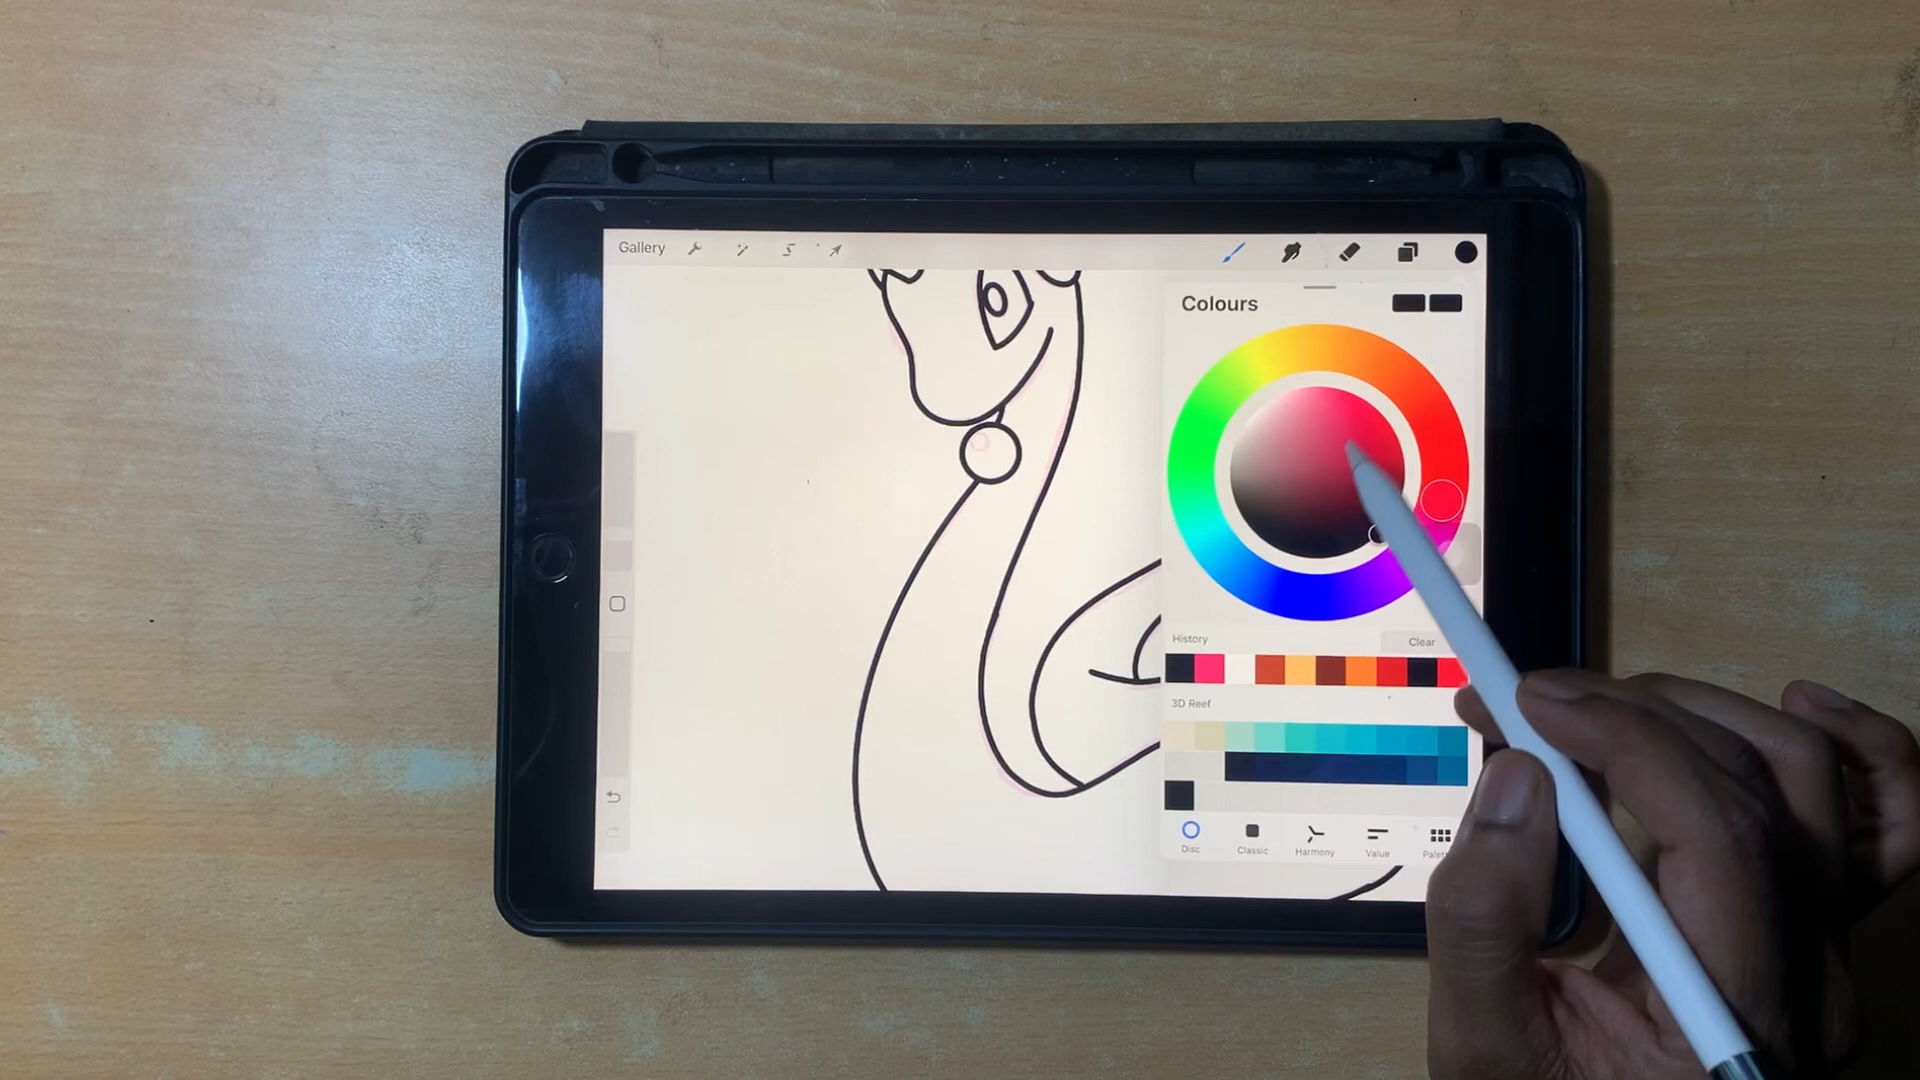 Gallery
Colours
History Clear
3D Reef
Disc Classic Harmony Value